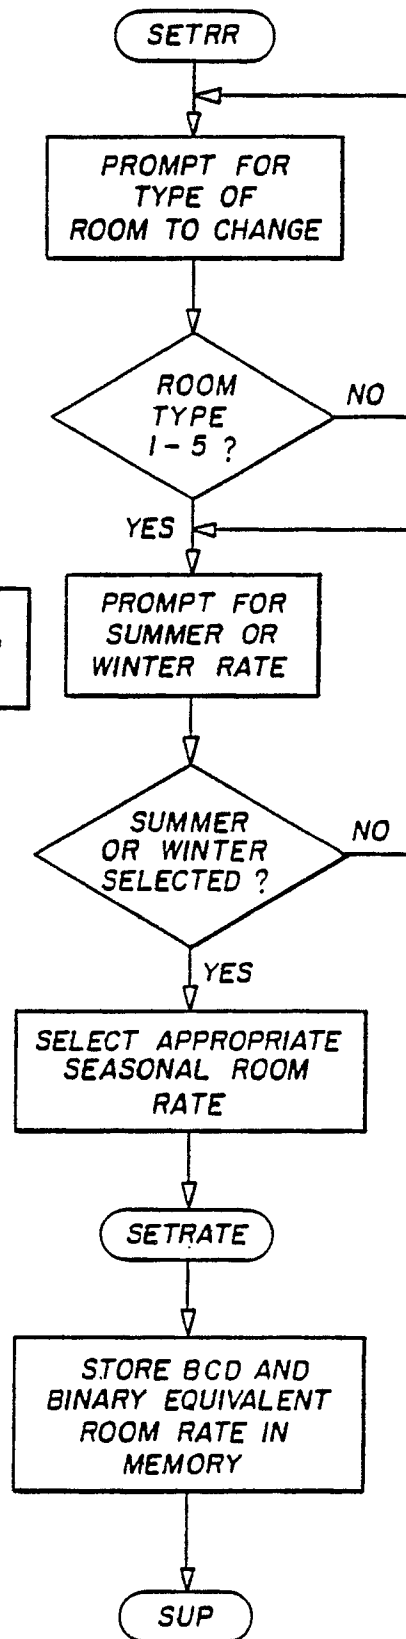 SETRR
PROMPT FOR
TYPE OF
ROOM TO CHANGE
ROOM
TYPE
1-5 ?
NO
YES
PROMPT FOR
SUMMER OR
WINTER RATE
SUMMER
OR WINTER
SELECTED ?
NO
YES
SELECT APPROPRIATE
SEASONAL ROOM
RATE
SETRATE
STORE BCD AND
BINARY EQUIVALENT
ROOM RATE IN
MEMORY
SUP